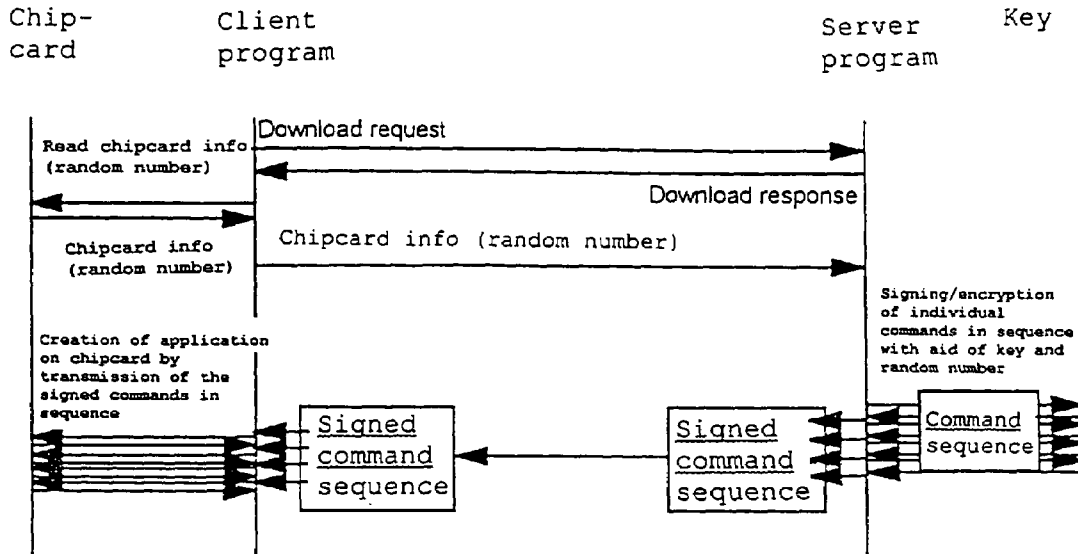 Chip-
card
Client
program
Server
program
Key
Download request
Read chipcard info
(random number)
Download response
Chipcard info
(random number)
Chipcard info (random number)
Signing/encryption
of individual
commands in sequence
with aid of key and
random number
Creation of application
on chipcard by
transmission of the
signed commands in
sequence
Signed
command
sequence
Signed
command
sequence
Command
sequence